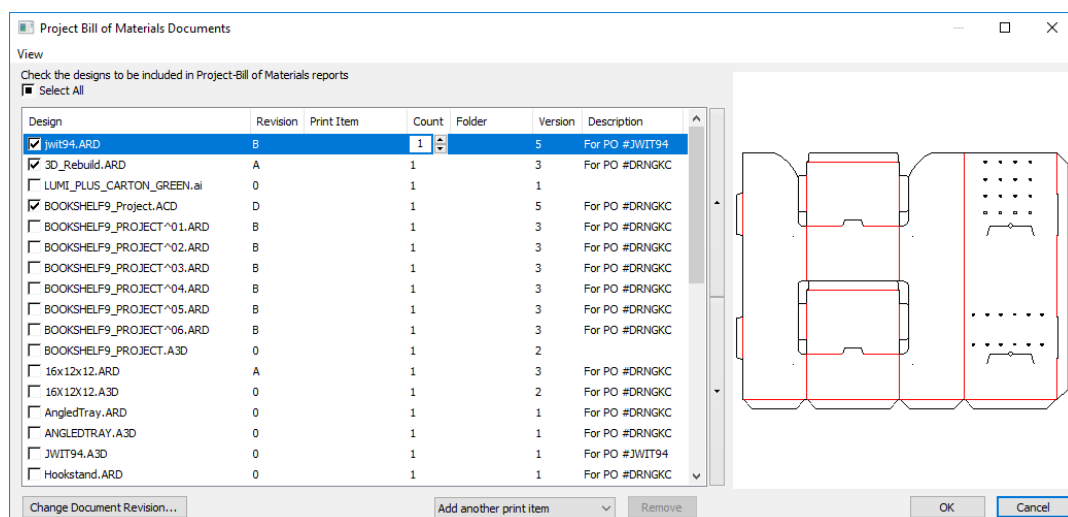 Project Bill of Materials Documents
View
Check the designs to be included in Project-Bill of Materials reports
Select All
Design Revision Print Item Count Folder Version Description
jwit94.ARD B 1 5 For PO #JWIT94
3D_Rebuild.ARD A 1 3 For PO #DRNGKC
LUMI_PLUS_CARTON_GREEN.ai 0 1 1
BOOKSHELF9_Project.ACD D 1 5 For PO #DRNGKC
BOOKSHELF9_PROJECT^01.ARD B 1 3 For PO #DRNGKC
BOOKSHELF9_PROJECT^02.ARD B 1 3 For PO #DRNGKC
BOOKSHELF9_PROJECT^03.ARD B 1 3 For PO #DRNGKC
BOOKSHELF9_PROJECT^04.ARD B 1 3 For PO #DRNGKC
BOOKSHELF9_PROJECT^05.ARD B 1 3 For PO #DRNGKC
BOOKSHELF9_PROJECT^06.ARD B 1 3 For PO #DRNGKC
BOOKSHELF9_PROJECT.A3D 0 1 2
16x12x12.ARD A 1 3 For PO #DRNGKC
16X12X12.A3D 0 1 2 For PO #DRNGKC
AngledTray.ARD 0 1 1 For PO #DRNGKC
ANGLEDTRAY.A3D 0 1 1 For PO #DRNGKC
JWIT94.A3D 0 1 1 For PO #JWIT94
Hookstand.ARD 0 1 1 For PO #DRNGKC
Change Document Revision... Add another print item Remove OK Cancel